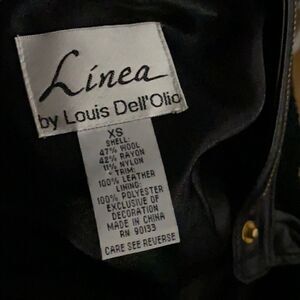 Linea
by Louis Dell'Olio
XS
SHELL:
47% WOOL
42% RAYON
11% NYLON
TRIM:
100% LEATHER
LINING:
100% POLYESTER
EXCLUSIVE OF
DECORATION
MADE IN CHINA
RN 90133
CARE SEE REVERSE